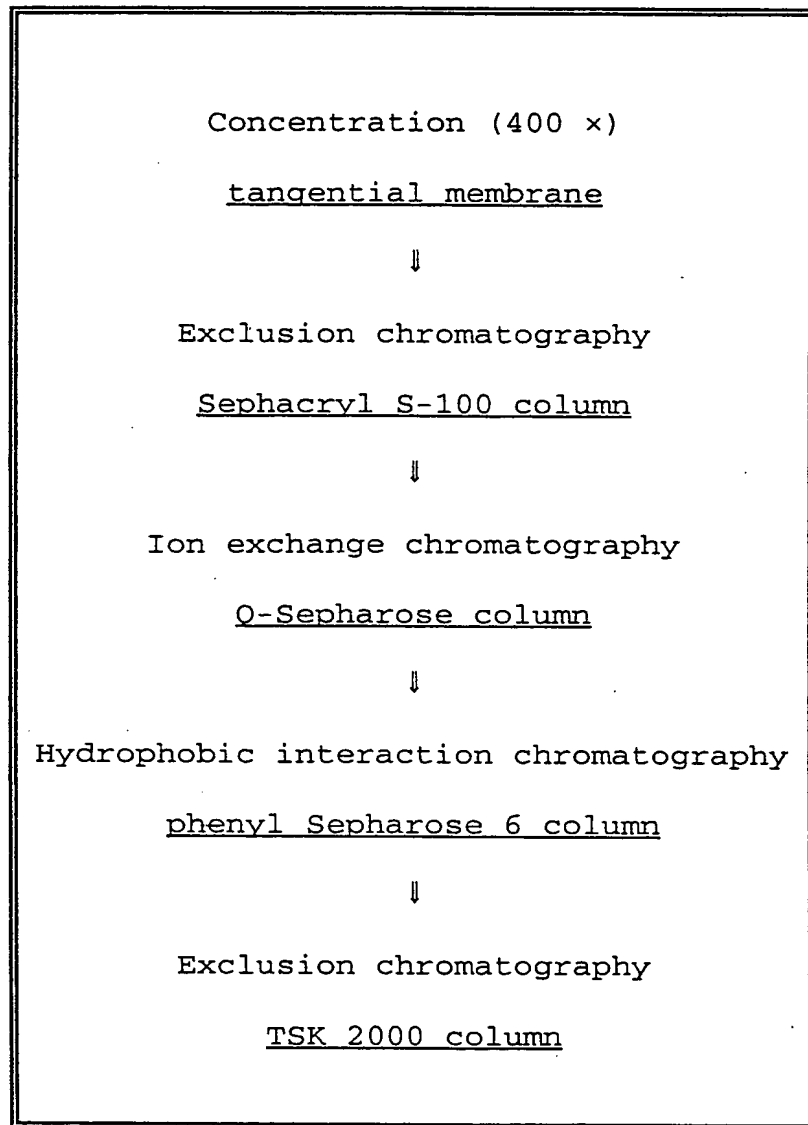 Concentration (400 ×)
tangential membrane
⇓
Exclusion chromatography
Sephacryl S-100 column
⇓
Ion exchange chromatography
Q-Sepharose column
⇓
Hydrophobic interaction chromatography
phenyl Sepharose 6 column
⇓
Exclusion chromatography
TSK 2000 column